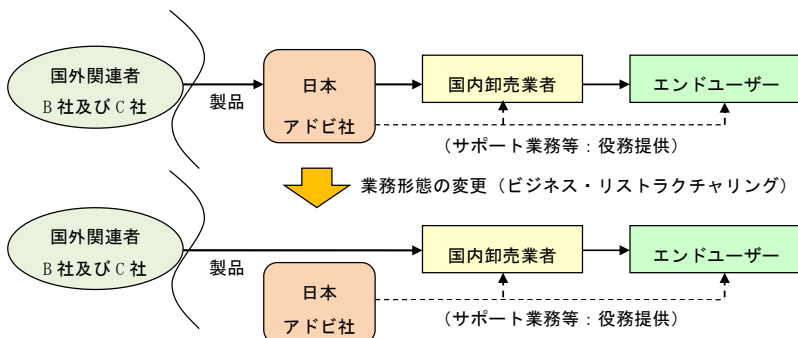 国外関連者
B社及びC社
製品
日本
アドビ社
国内卸売業者
エンドユーザー
（サポート業務等：役務提供）
業務形態の変更（ビジネス・リストラクチャリング）
国外関連者
B社及びC社
製品
日本
アドビ社
国内卸売業者
エンドユーザー
（サポート業務等：役務提供）